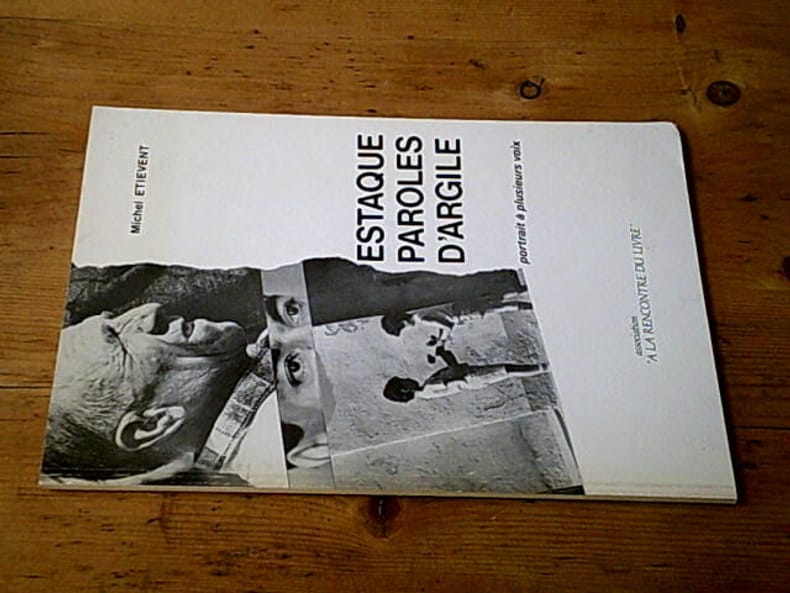 Michel ETIEVENT
ESTAQUE
PAROLES
D'ARGILE
portrait à plusieurs voix
association
"A LA RENCONTRE DU LIVRE"